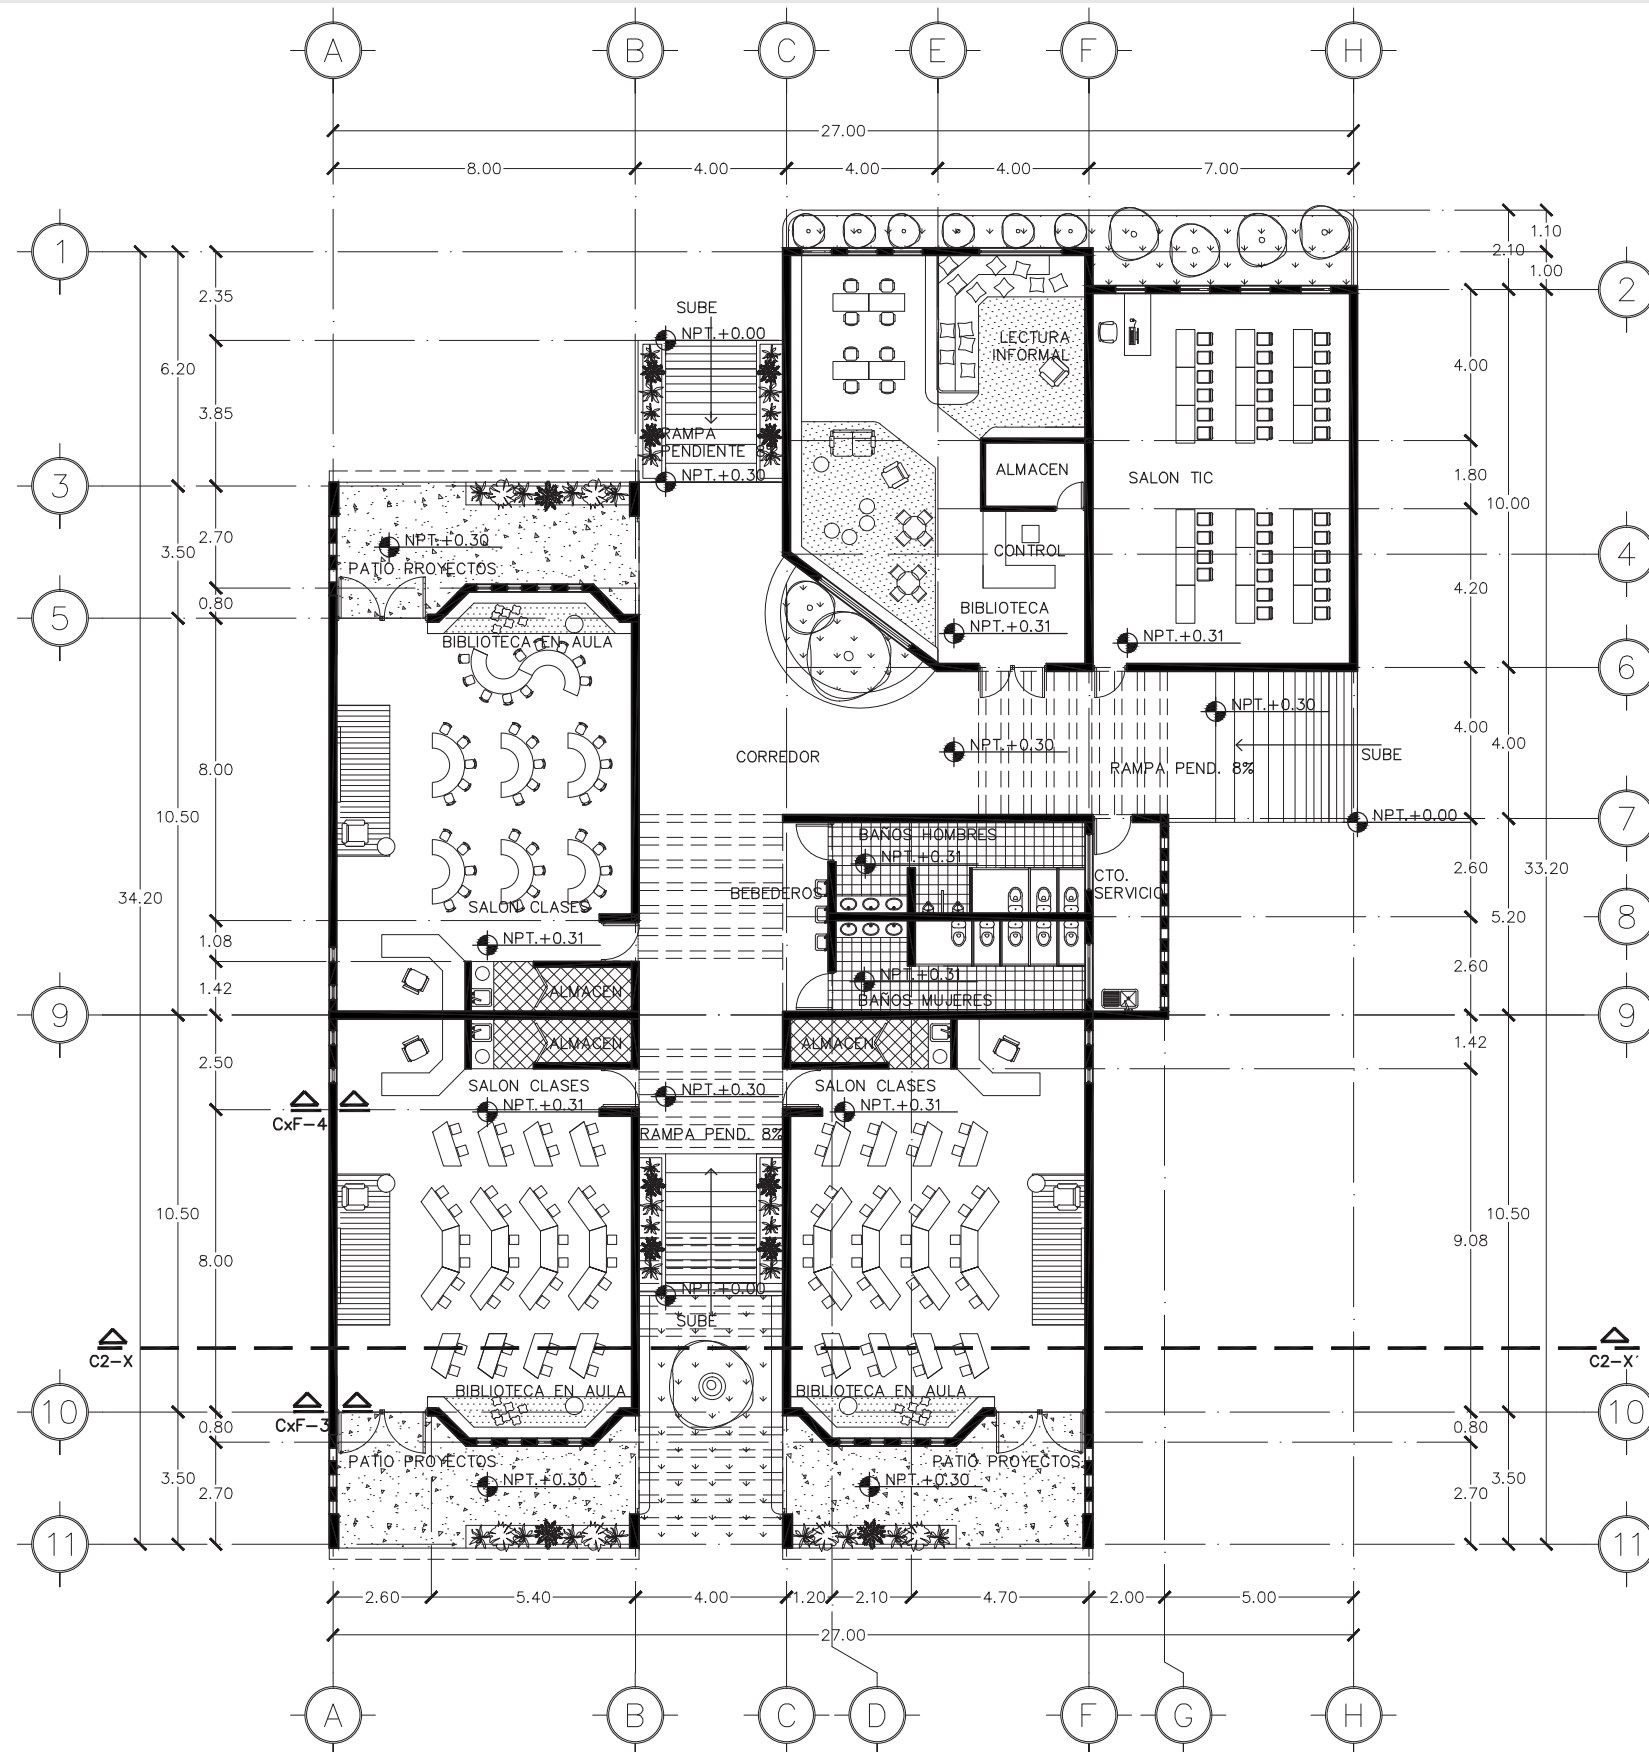 A B C E F H
27.00
8.00 4.00 4.00 4.00 7.00
1
1.10
2.10
1.00
2
2.35
SUBE
NPT.+0.00
LECTURA
INFORMAL
6.20
4.00
3.85
RAMPA
PENDIENTE 8%
NPT.+0.30
ALMACEN
SALON TIC
1.80
3
10.00
2.70
3.50
NPT.+0.30
CONTROL
4
PATIO PROYECTOS
4.20
0.80
BIBLIOTECA
5
NPT.+0.31
NPT.+0.31
BIBLIOTECA EN AULA
6
NPT.+0.30
4.00
4.00
NPT.+0.30
CORREDOR
SUBE
RAMPA PEND. 8%
8.00
10.50
NPT.+0.00
7
BAÑOS HOMBRES
NPT.+0.31
2.60
33.20
CTO.
SERVICIO
BEBEDEROS
34.20
SALON CLASES
8
5.20
1.08
NPT.+0.31
2.60
NPT.+0.31
1.42
ALMACEN
BAÑOS MUJERES
9
9
ALMACEN
ALMACEN
1.42
2.50
SALON CLASES
NPT.+0.30
SALON CLASES
NPT.+0.31
NPT.+0.31
CxF-4
RAMPA PEND. 8%
10.50
10.50
9.08
8.00
NPT.+0.00
SUBE
C2-X
C2-X'
BIBLIOTECA EN AULA
BIBLIOTECA EN AULA
10
10
CxF-3
0.80
0.80
PATIO PROYECTOS
PATIO PROYECTOS
3.50
3.50
NPT.+0.30
NPT.+0.30
2.70
2.70
11
11
2.60 5.40 4.00 1.20 2.10 4.70 2.00 5.00
27.00
A B C D F G H